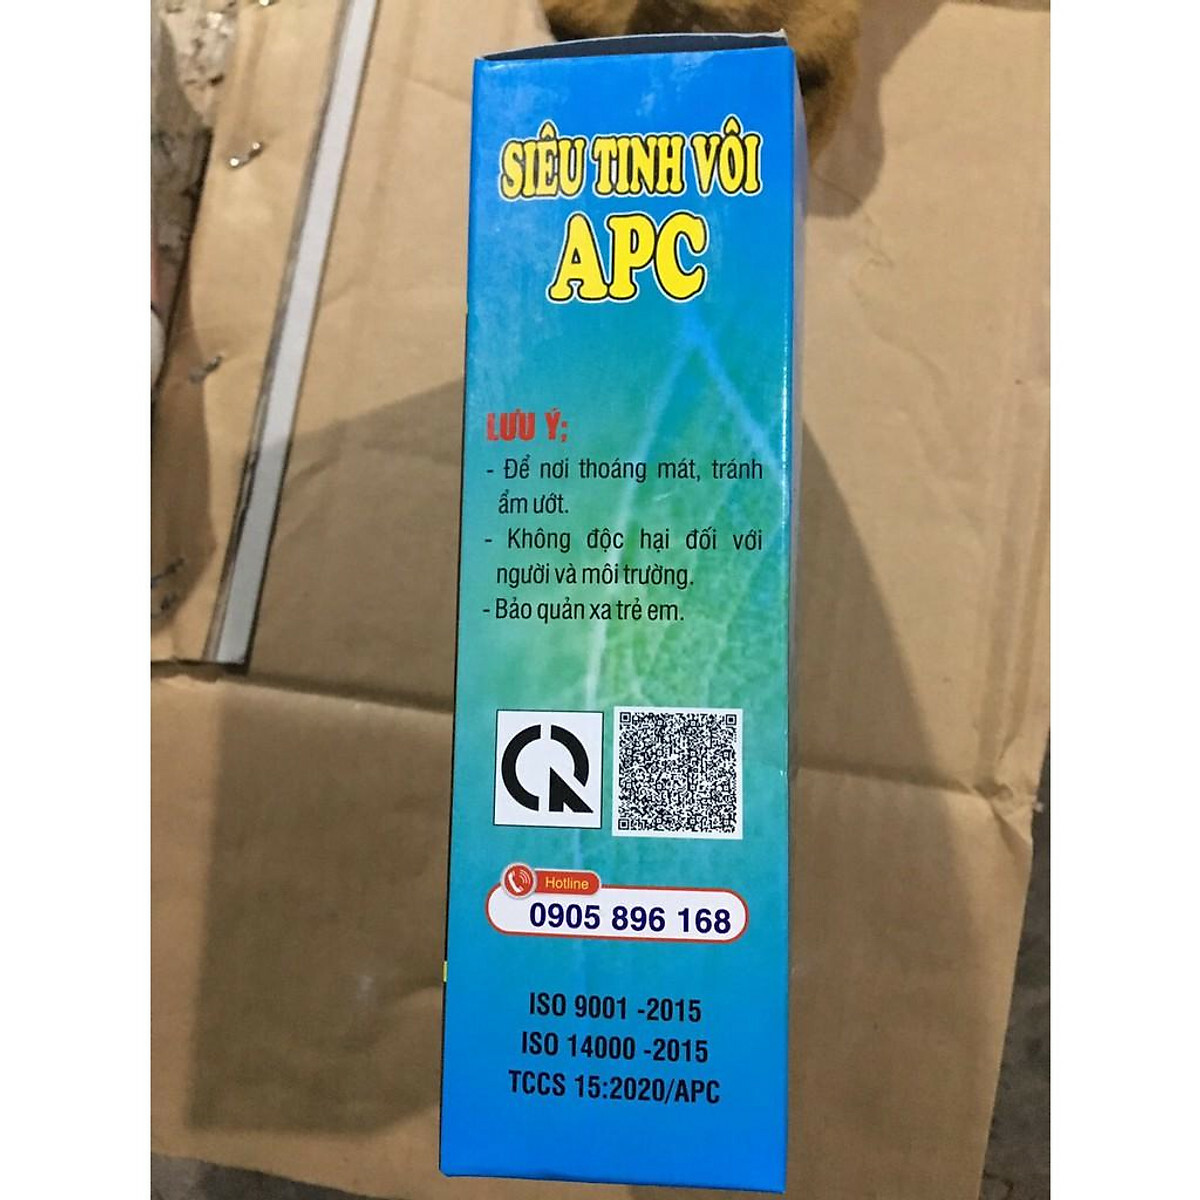 SIÊU TINH VÔI
APC
LƯU Ý;
- Để nơi thoáng mát, tránh
ẩm ướt.
- Không độc hại đối với
người và môi trường.
- Bảo quản xa trẻ em.
Hotline
0905 896 168
ISO 9001 -2015
ISO 14000 -2015
TCCS 15:2020/APC